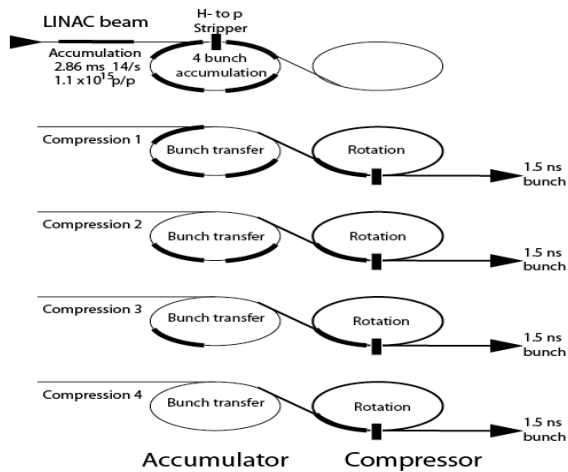 LINAC beam
H- to p
Stripper
Accumulation
2.86 ms 14/s
1.1 x10¹⁵p/p
4 bunch
accumulation
Compression 1
Bunch transfer
Rotation
1.5 ns
bunch
Compression 2
Bunch transfer
Rotation
1.5 ns
bunch
Compression 3
Bunch transfer
Rotation
1.5 ns
bunch
Compression 4
Bunch transfer
Rotation
1.5 ns
bunch
Accumulator
Compressor